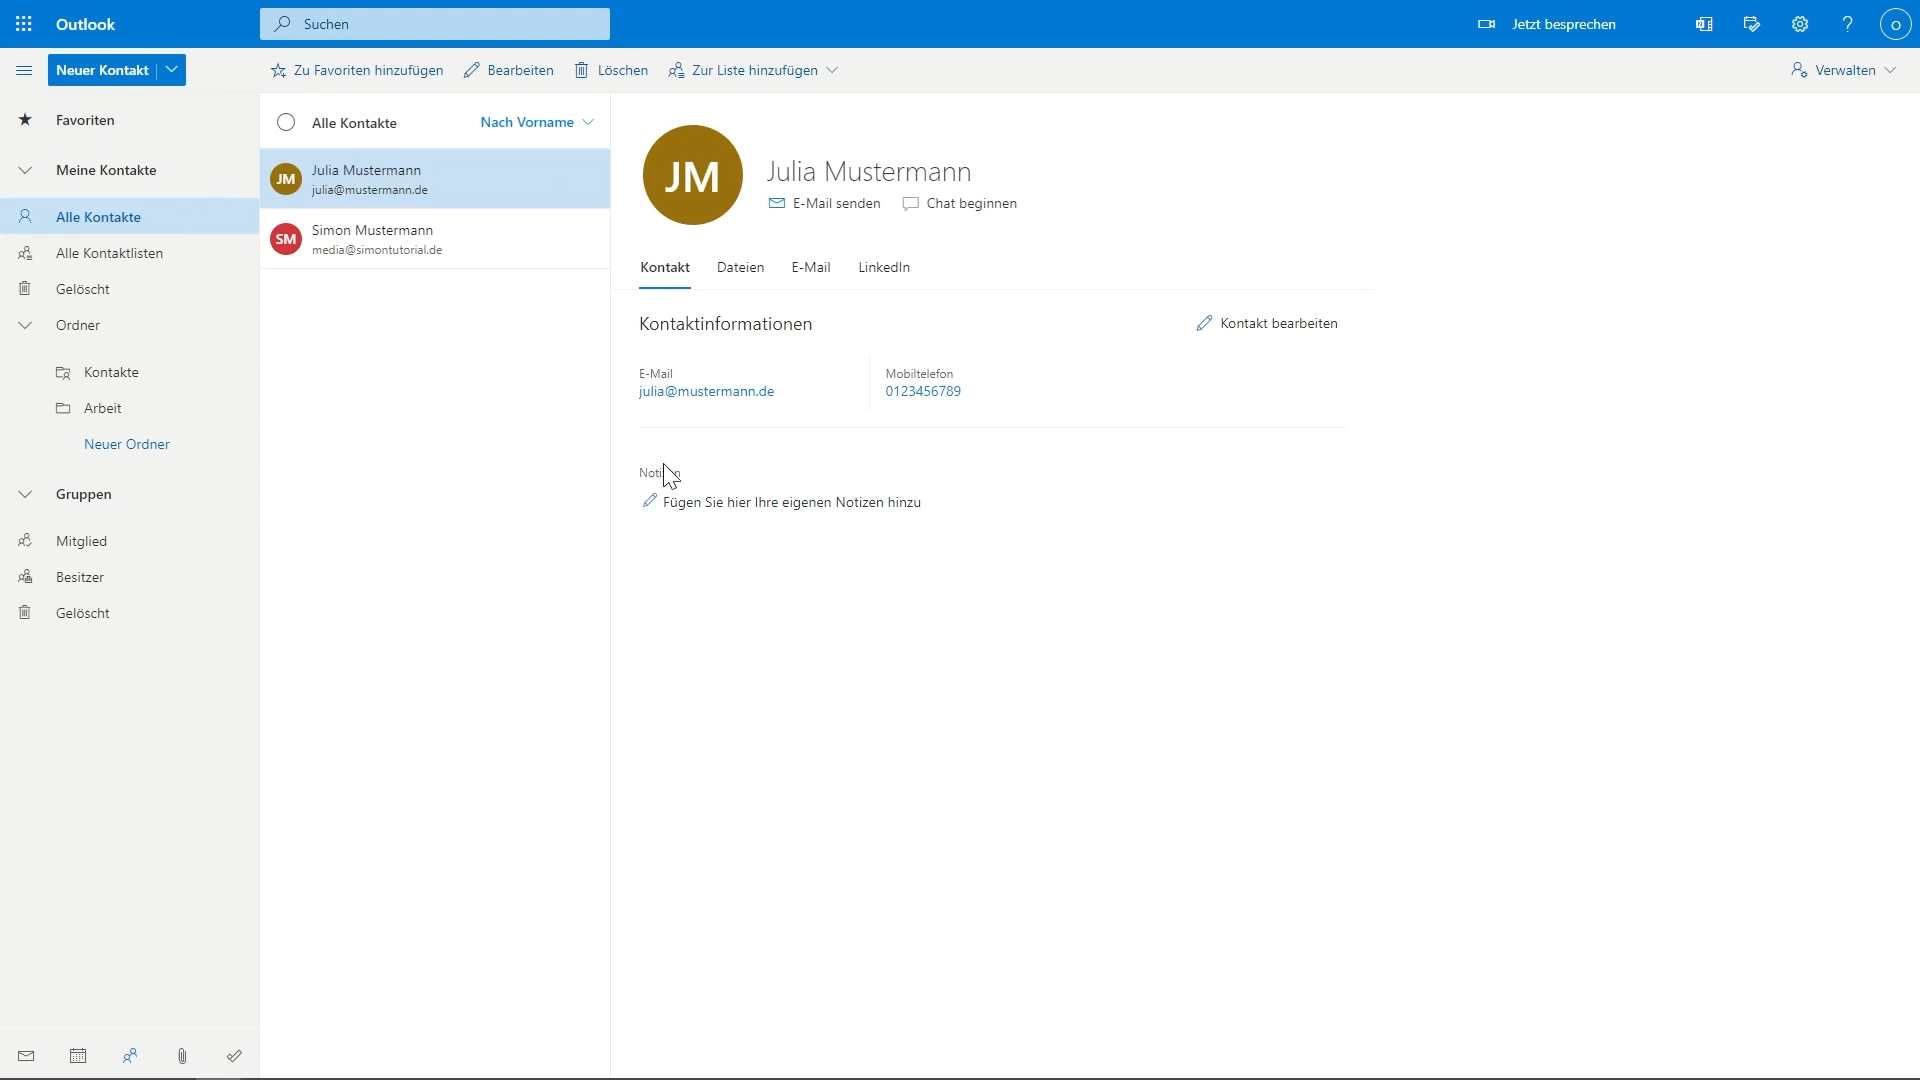 Outlook
Suchen
Jetzt besprechen
O
Neuer Kontakt
Zu Favoriten hinzufügen
Bearbeiten
Löschen
Zur Liste hinzufügen
Verwalten
Favoriten
Meine Kontakte
Alle Kontakte
Alle Kontaktlisten
Gelöscht
Ordner
Kontakte
Arbeit
Neuer Ordner
Gruppen
Mitglied
Besitzer
Gelöscht
Alle Kontakte
Nach Vorname
JM
Julia Mustermann
julia@mustermann.de
SM
Simon Mustermann
media@simontutorial.de
JM
Julia Mustermann
E-Mail senden
Chat beginnen
Kontakt
Dateien
E-Mail
LinkedIn
Kontaktinformationen
Kontakt bearbeiten
E-Mail
julia@mustermann.de
Mobiltelefon
0123456789
Notizen
Fügen Sie hier Ihre eigenen Notizen hinzu